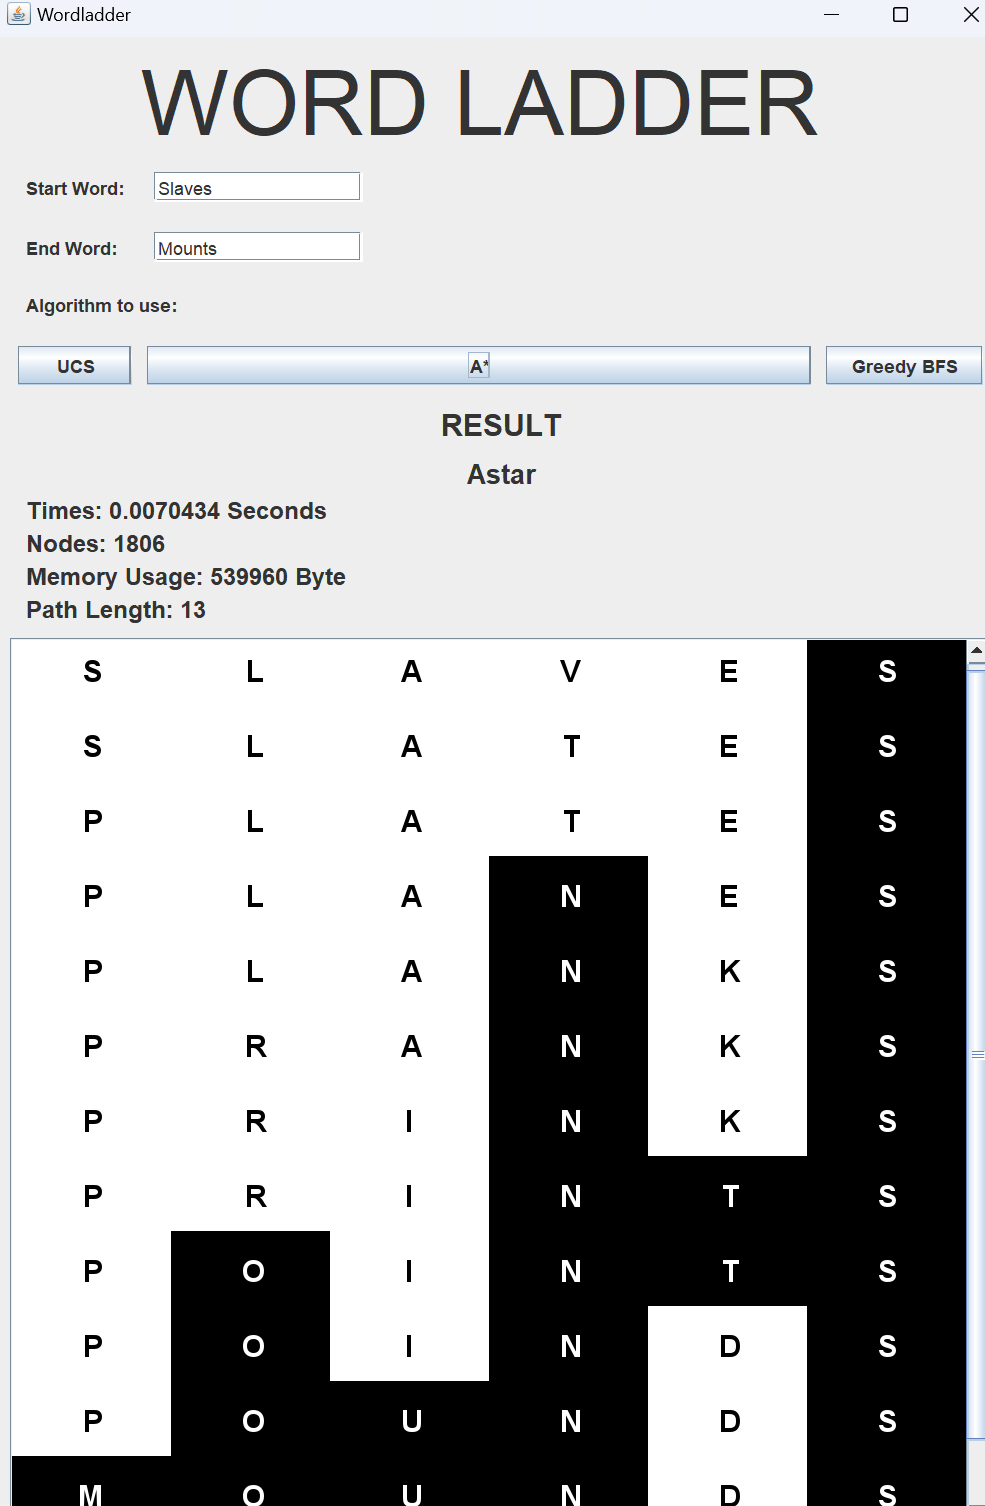 Wordladder
WORD LADDER
Start Word: Slaves
End Word: Mounts
Algorithm to use:
UCS A* Greedy BFS
RESULT
Astar
Times: 0.0070434 Seconds
Nodes: 1806
Memory Usage: 539960 Byte
Path Length: 13
S L A V E S
S L A T E S
P L A T E S
P L A N E S
P L A N K S
P R A N K S
P R I N K S
P R I N T S
P O I N T S
P O I N D S
P O U N D S
M O U N D S